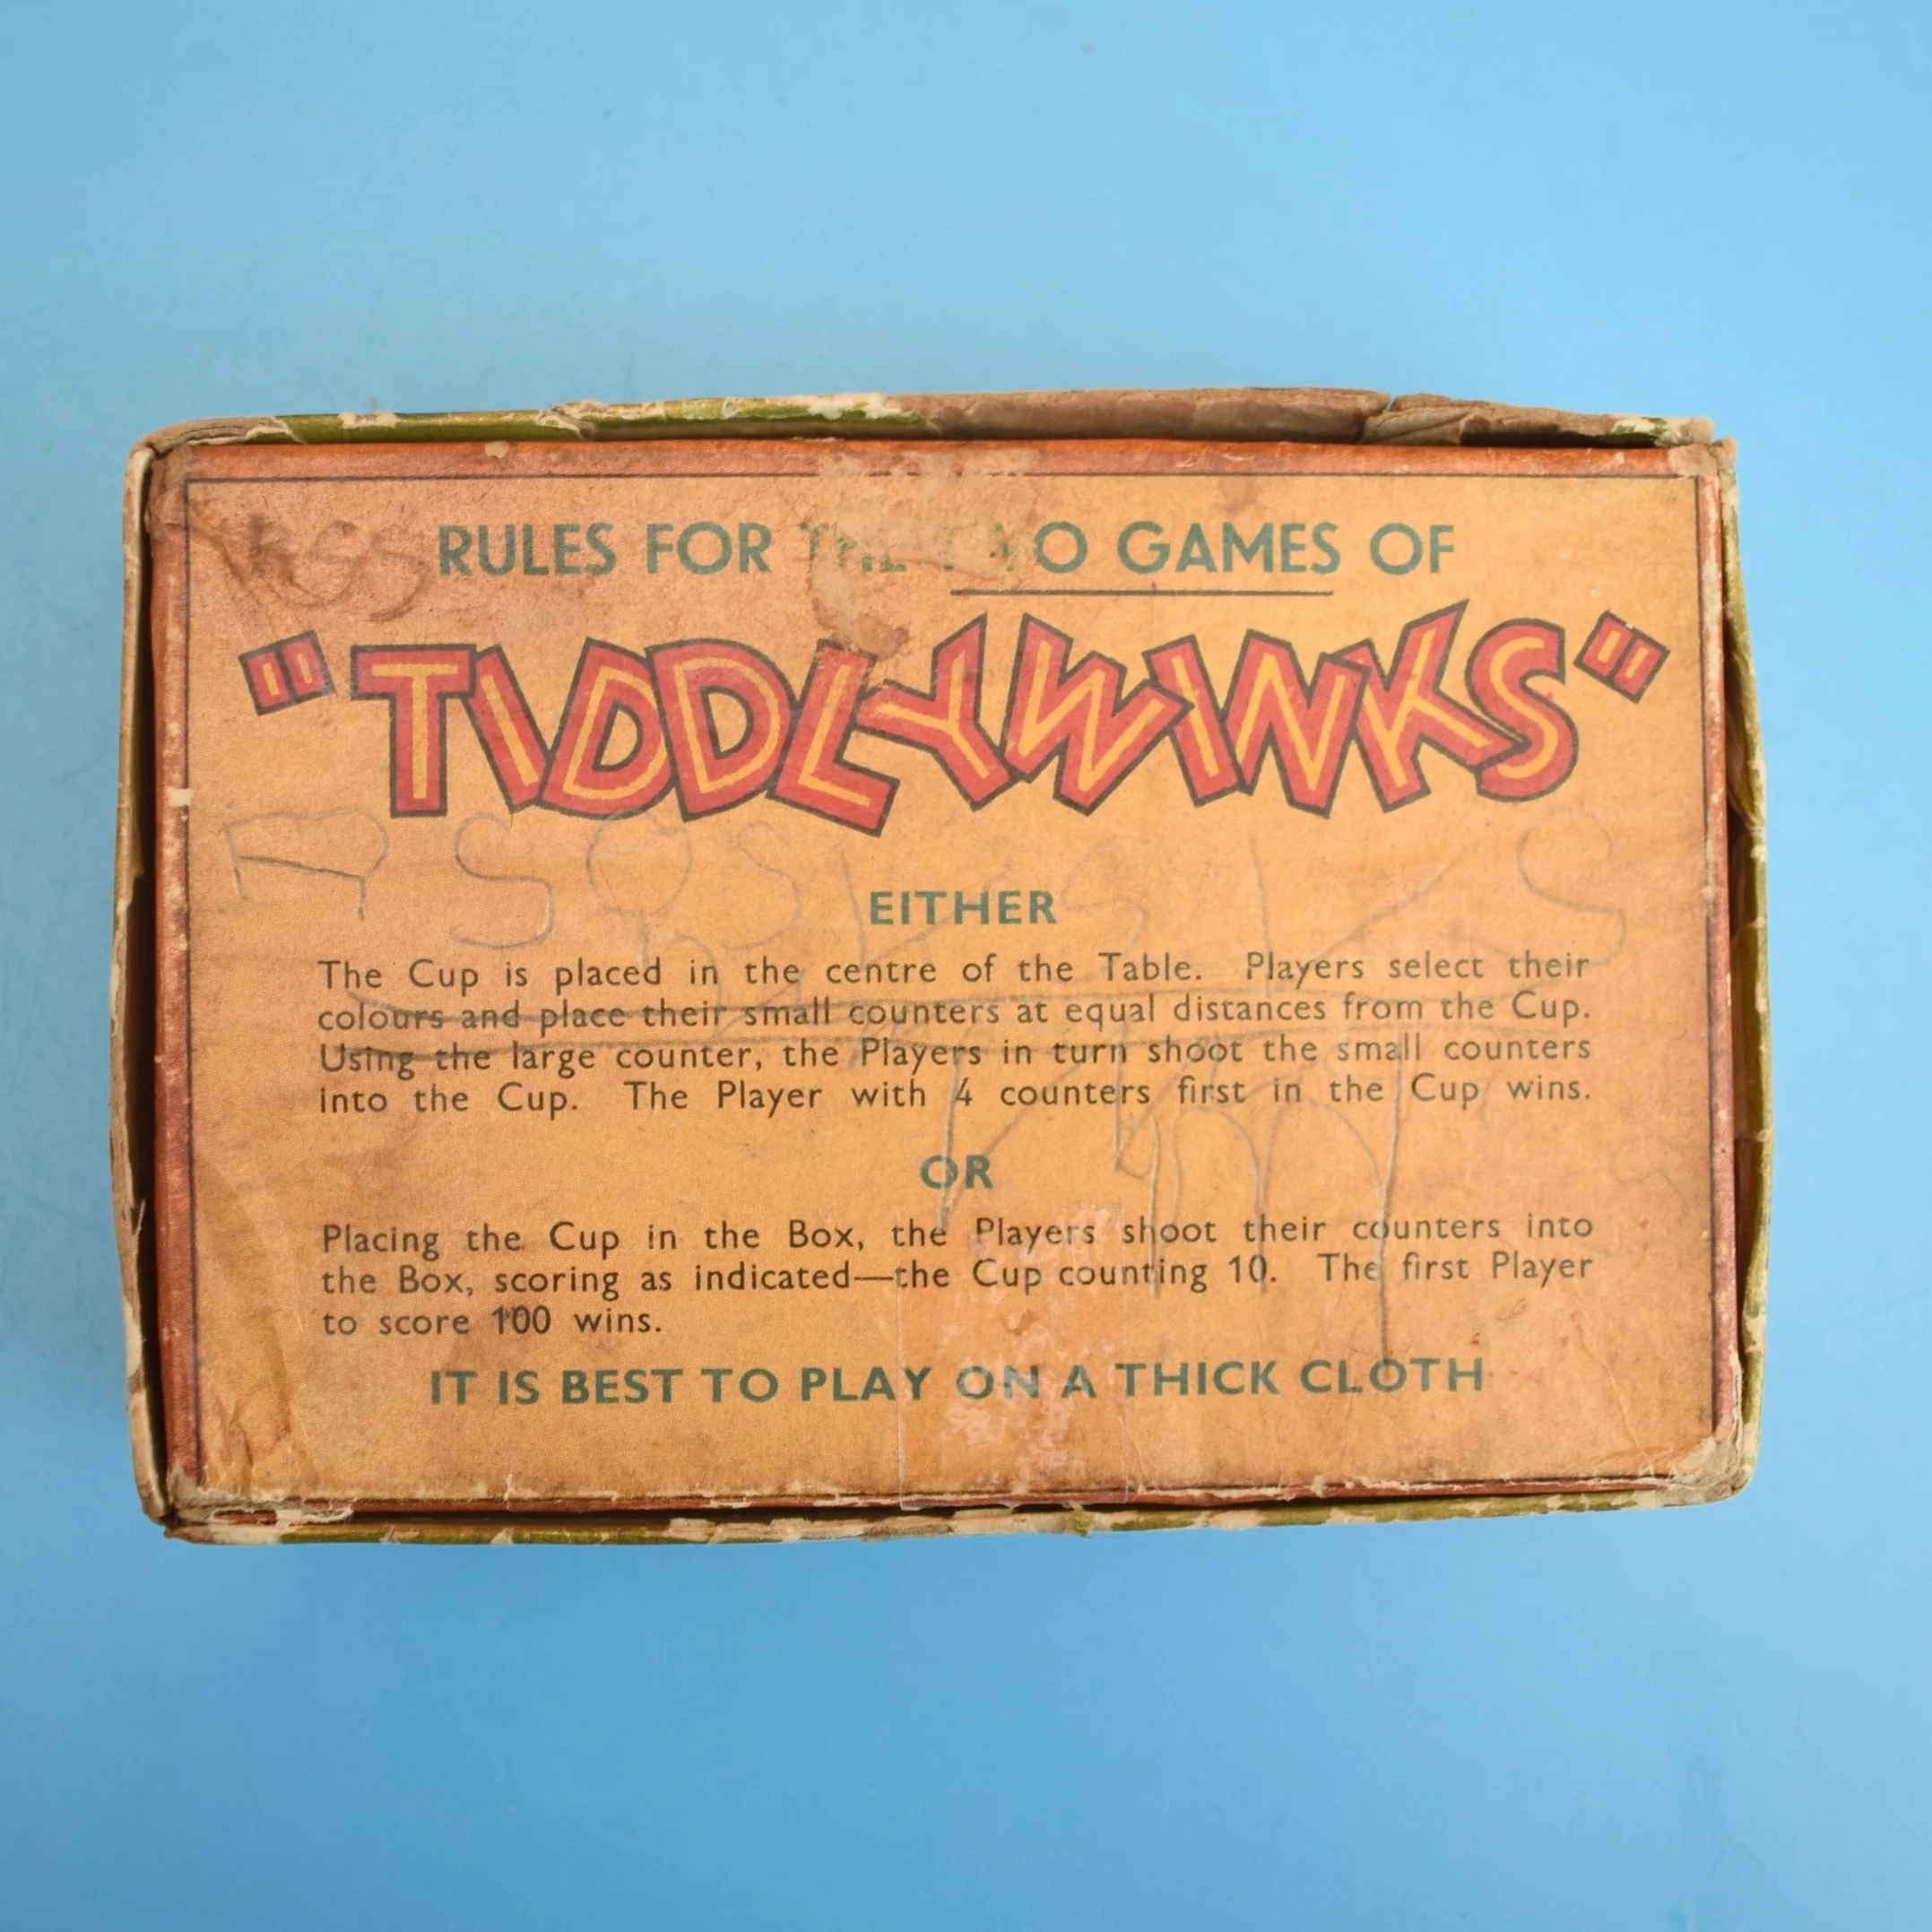 RULES FOR THE TWO GAMES OF
"TIDDLYWINKS"
EITHER
The Cup is placed in the centre of the Table. Players select their
colours and place their small counters at equal distances from the Cup.
Using the large counter, the Players in turn shoot the small counters
into the Cup. The Player with 4 counters first in the Cup wins.
OR
Placing the Cup in the Box, the Players shoot their counters into
the Box, scoring as indicated—the Cup counting 10. The first Player
to score 100 wins.
IT IS BEST TO PLAY ON A THICK CLOTH